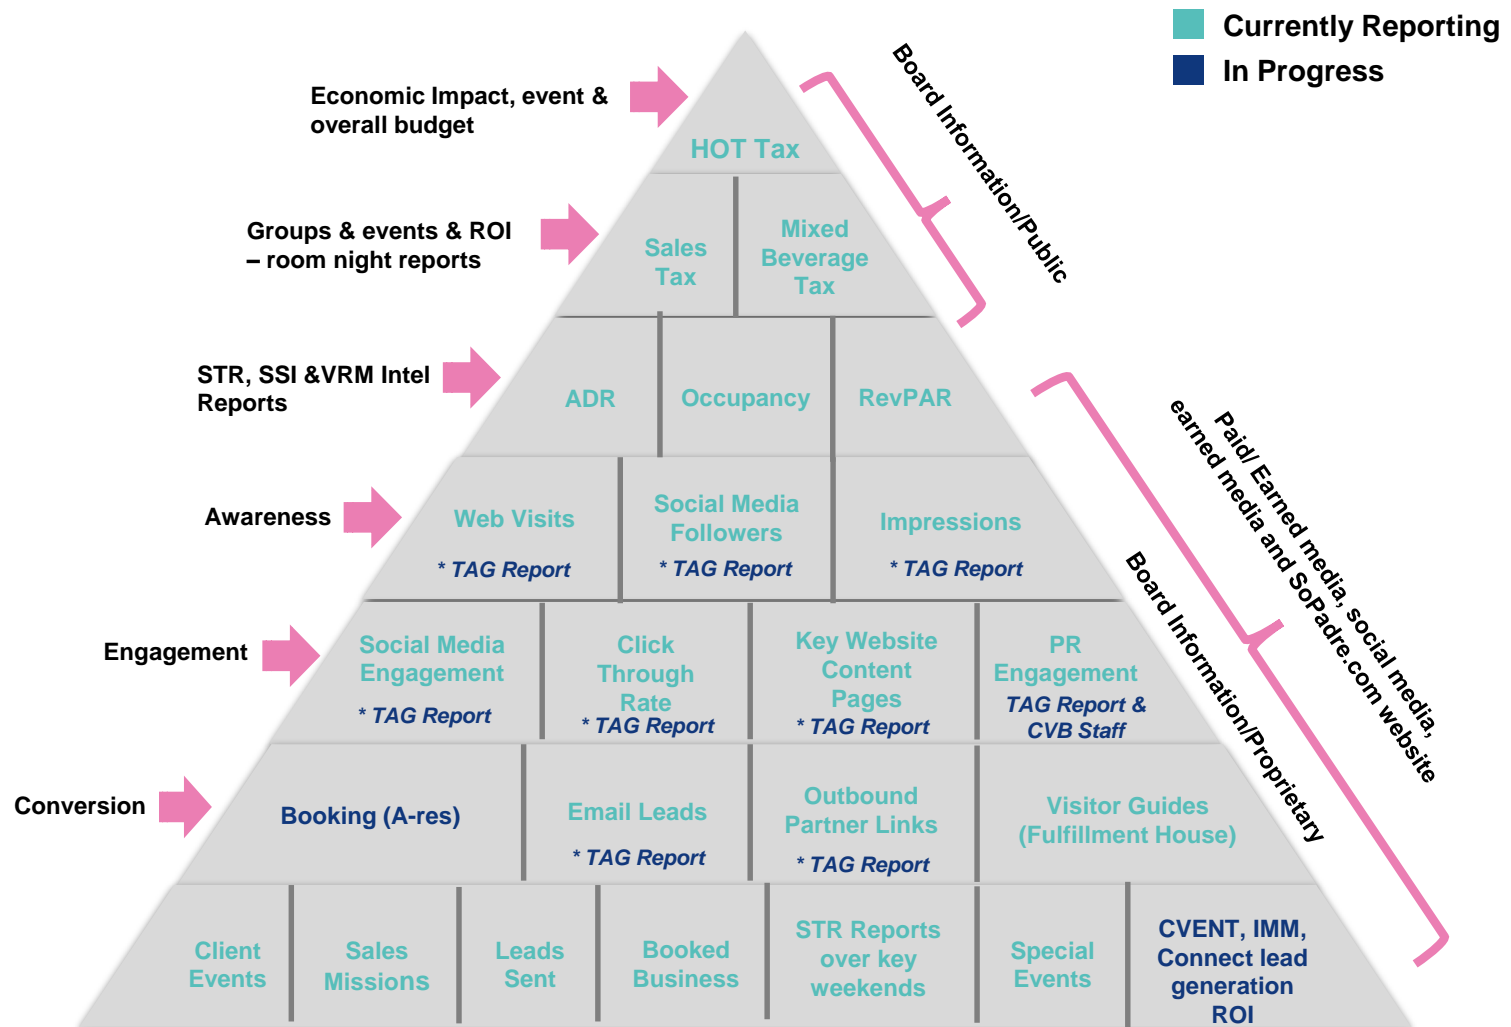 Currently Reporting
In Progress
Economic Impact, event &
overall budget
HOT Tax
Board Information/Public
Groups & events & ROI
– room night reports
Sales
Tax
Mixed
Beverage
Tax
STR, SSI &VRM Intel
Reports
ADR
Occupancy
RevPAR
Paid/ Earned media, social media,
earned media and SoPadre.com website
Board Information/Proprietary
Awareness
Web Visits
* TAG Report
Social Media
Followers
* TAG Report
Impressions
* TAG Report
Engagement
Social Media
Engagement
* TAG Report
Click
Through
Rate
* TAG Report
Key Website
Content
Pages
* TAG Report
PR
Engagement
TAG Report &
CVB Staff
Conversion
Booking (A-res)
Email Leads
* TAG Report
Outbound
Partner Links
* TAG Report
Visitor Guides
(Fulfillment House)
Client
Events
Sales
Missions
Leads
Sent
Booked
Business
STR Reports
over key
weekends
Special
Events
CVENT, IMM,
Connect lead
generation
ROI